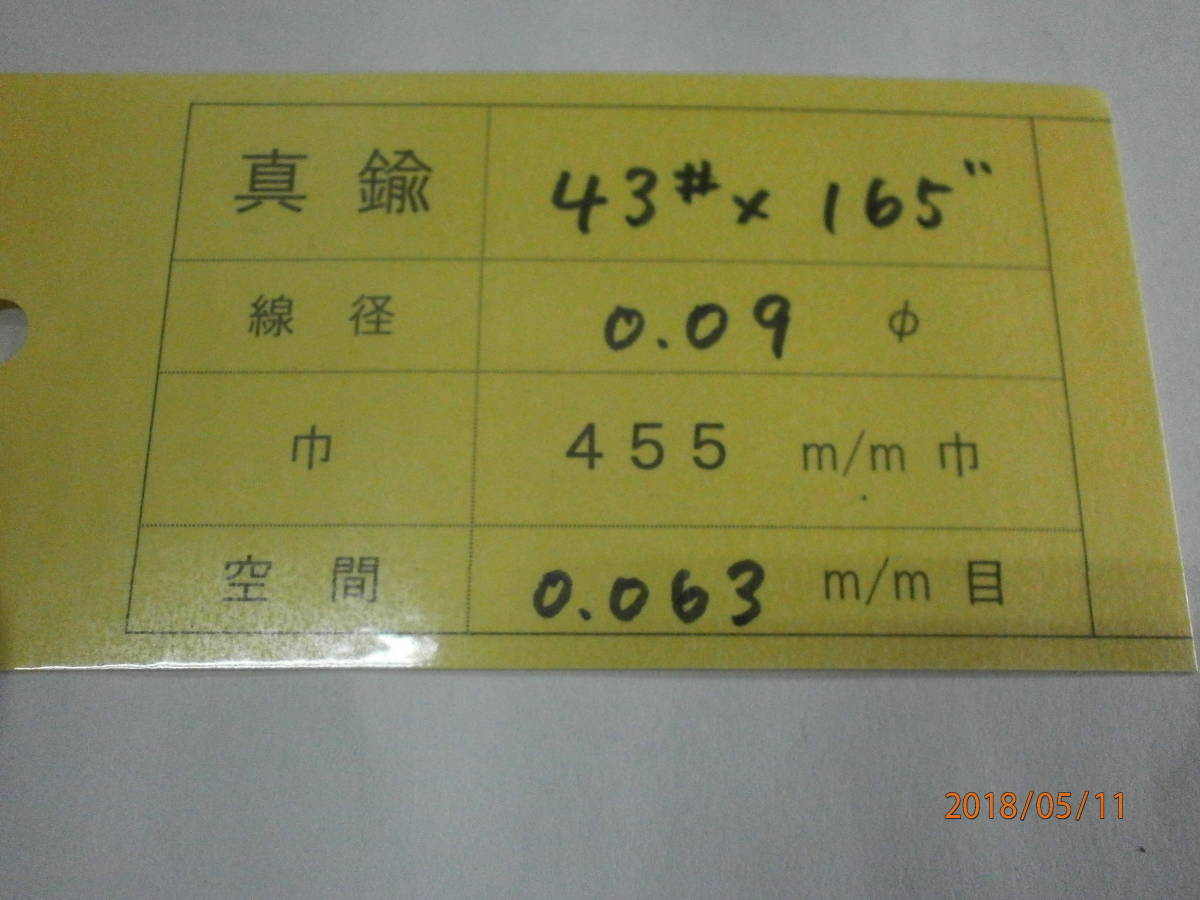 真鍮 43# x 165"
線径 0.09 φ
巾 455 m/m 巾
空間 0.063 m/m 目
2018/05/11